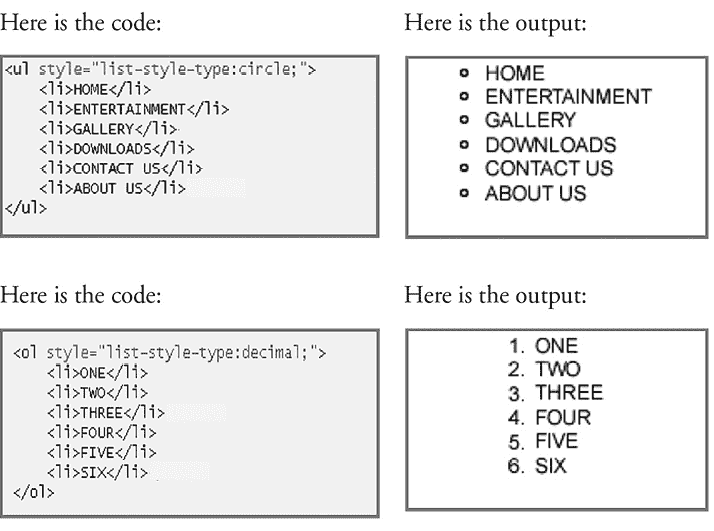 Here is the code:
<ul style="list-style-type:circle;">
<li>HOME</li>
<li>ENTERTAINMENT</li>
<li>GALLERY</li>
<li>DOWNLOADS</li>
<li>CONTACT US</li>
<li>ABOUT US</li>
</ul>
Here is the output:
HOME
ENTERTAINMENT
GALLERY
DOWNLOADS
CONTACT US
ABOUT US
Here is the code:
<ol style="list-style-type:decimal;">
<li>ONE</li>
<li>TWO</li>
<li>THREE</li>
<li>FOUR</li>
<li>FIVE</li>
<li>SIX</li>
</ol>
Here is the output:
1. ONE
2. TWO
3. THREE
4. FOUR
5. FIVE
6. SIX